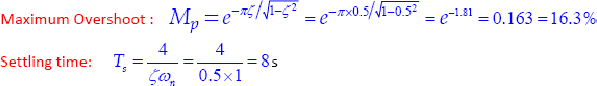 Maximum Overshoot : M_p = e^{-πζ/√(1-ζ²)} = e^{-π×0.5/√(1-0.5²)} = e^{-1.81} = 0.163 = 16.3%
Settling time: T_s = 4/(ζω_n) = 4/(0.5×1) = 8s